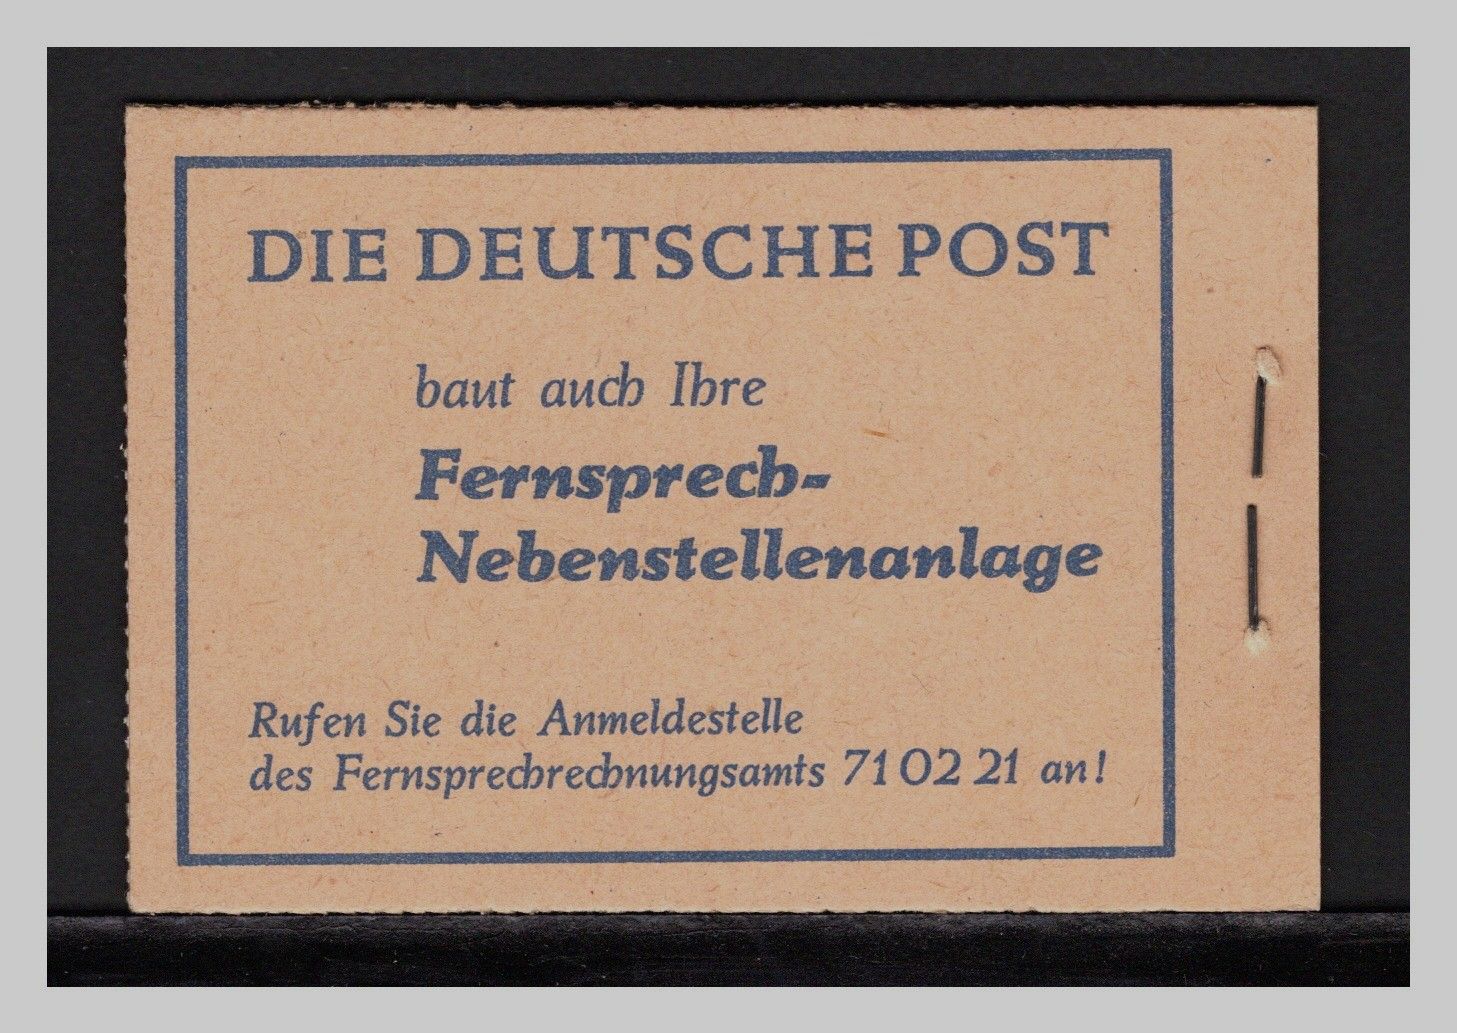 DIE DEUTSCHE POST
baut auch Ihre
Fernsprech-
Nebenstellenanlage
Rufen Sie die Anmeldestelle
des Fernsprechrechnungsamts 71 02 21 an!